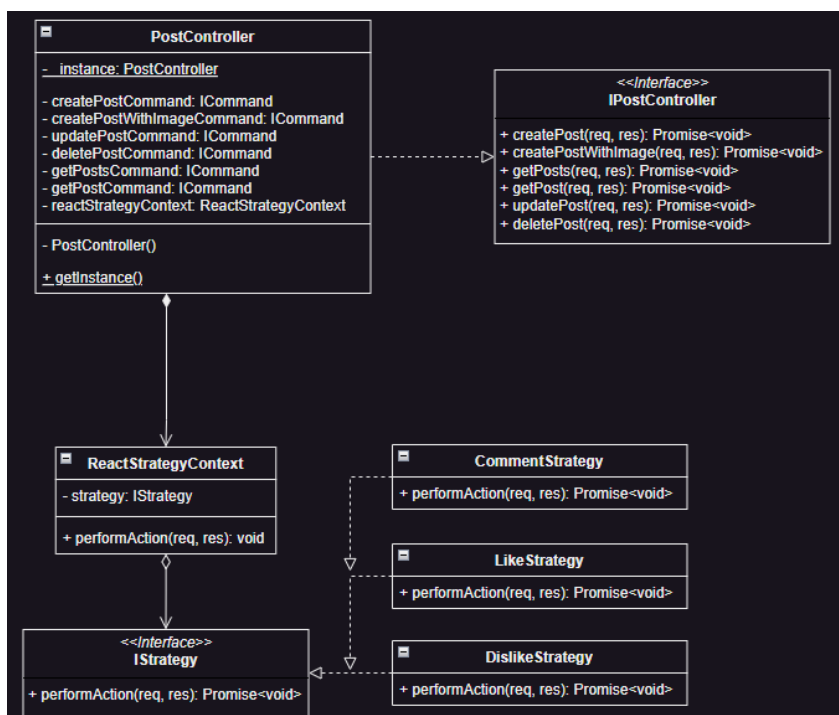 PostController
- _instance: PostController
- createPostCommand: ICommand
- createPostWithImageCommand: ICommand
- updatePostCommand: ICommand
- deletePostCommand: ICommand
- getPostsCommand: ICommand
- getPostCommand: ICommand
- reactStrategyContext: ReactStrategyContext
- PostController()
+ getInstance()
<<Interface>>
IPostController
+ createPost(req, res): Promise<void>
+ createPostWithImage(req, res): Promise<void>
+ getPosts(req, res): Promise<void>
+ getPost(req, res): Promise<void>
+ updatePost(req, res): Promise<void>
+ deletePost(req, res): Promise<void>
ReactStrategyContext
- strategy: IStrategy
+ performAction(req, res): void
CommentStrategy
+ performAction(req, res): Promise<void>
LikeStrategy
+ performAction(req, res): Promise<void>
<<Interface>>
IStrategy
+ performAction(req, res): Promise<void>
DislikeStrategy
+ performAction(req, res): Promise<void>